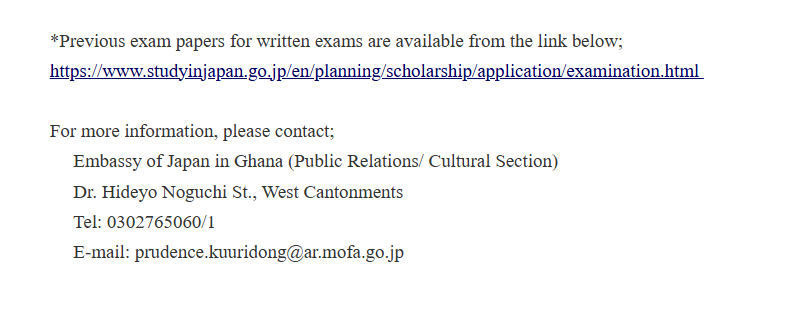 *Previous exam papers for written exams are available from the link below;
https://www.studyinjapan.go.jp/en/planning/scholarship/application/examination.html
For more information, please contact;
Embassy of Japan in Ghana (Public Relations/ Cultural Section)
Dr. Hideyo Noguchi St., West Cantonments
Tel: 0302765060/1
E-mail: prudence.kuuridong@ar.mofa.go.jp